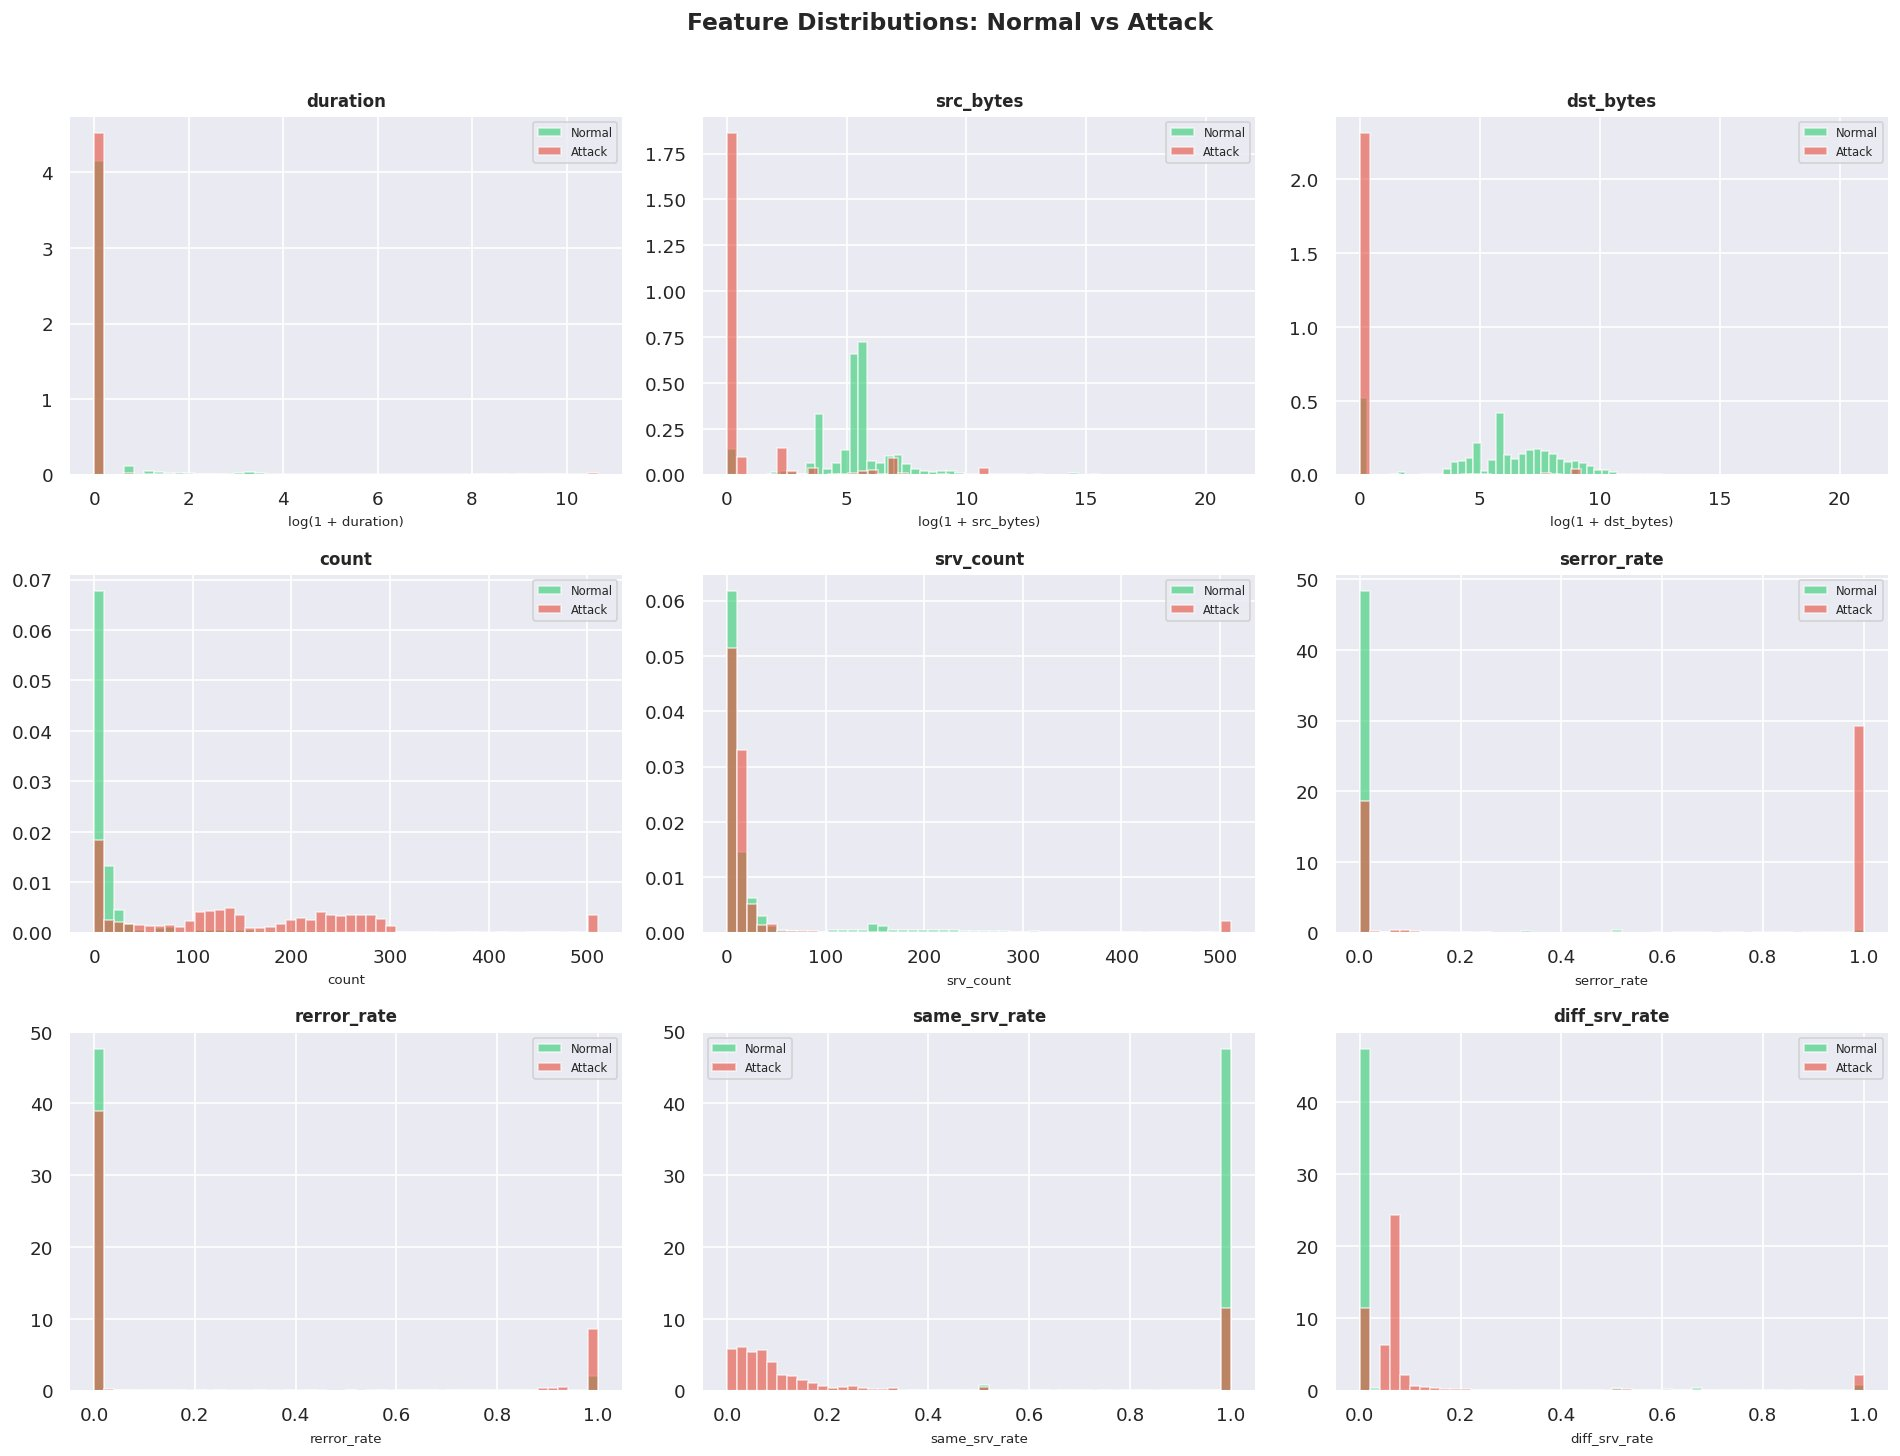 Feature Distributions: Normal vs Attack
duration
Normal
Attack
4
3
2
1
0
0 2 4 6 8 10
log(1 + duration)
src_bytes
Normal
Attack
1.75
1.50
1.25
1.00
0.75
0.50
0.25
0.00
0 5 10 15 20
log(1 + src_bytes)
dst_bytes
Normal
Attack
2.0
1.5
1.0
0.5
0.0
0 5 10 15 20
log(1 + dst_bytes)
count
Normal
Attack
0.07
0.06
0.05
0.04
0.03
0.02
0.01
0.00
0 100 200 300 400 500
count
srv_count
Normal
Attack
0.06
0.05
0.04
0.03
0.02
0.01
0.00
0 100 200 300 400 500
srv_count
serror_rate
Normal
Attack
50
40
30
20
10
0
0.0 0.2 0.4 0.6 0.8 1.0
serror_rate
rerror_rate
Normal
Attack
50
40
30
20
10
0
0.0 0.2 0.4 0.6 0.8 1.0
rerror_rate
same_srv_rate
Normal
Attack
50
40
30
20
10
0
0.0 0.2 0.4 0.6 0.8 1.0
same_srv_rate
diff_srv_rate
Normal
Attack
40
30
20
10
0
0.0 0.2 0.4 0.6 0.8 1.0
diff_srv_rate